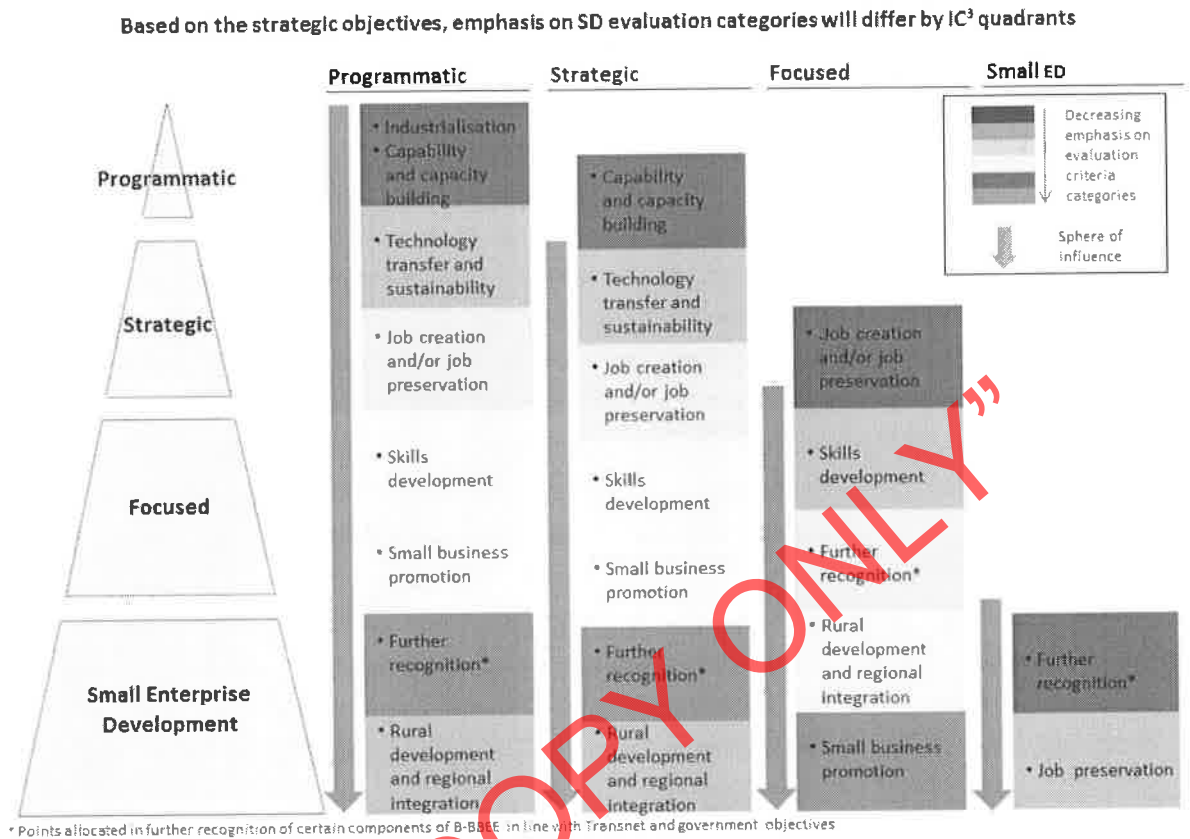 Based on the strategic objectives, emphasis on SD evaluation categories will differ by IC³ quadrants
Programmatic
Strategic
Focused
Small ED
Programmatic
Strategic
Focused
Small Enterprise
Development
• Industrialisation
• Capability
and capacity
building
• Technology
transfer and
sustainability
• Job creation
and/or job
preservation
• Skills
development
• Small business
promotion
• Further
recognition*
• Rural
development
and regional
integration
• Capability
and capacity
building
• Technology
transfer and
sustainability
• Job creation
and/or job
preservation
• Skills
development
• Small business
promotion
• Further
recognition*
• Rural
development
and regional
integration
• Job creation
and/or job
preservation
• Skills
development
• Further
recognition*
• Rural
development
and regional
integration
• Small business
promotion
• Further
recognition*
• Job preservation
Decreasing
emphasis on
evaluation
criteria
categories
Sphere of
influence
COPY ONLY”
* Points allocated in further recognition of certain components of B-BBEE in line with Transnet and government objectives